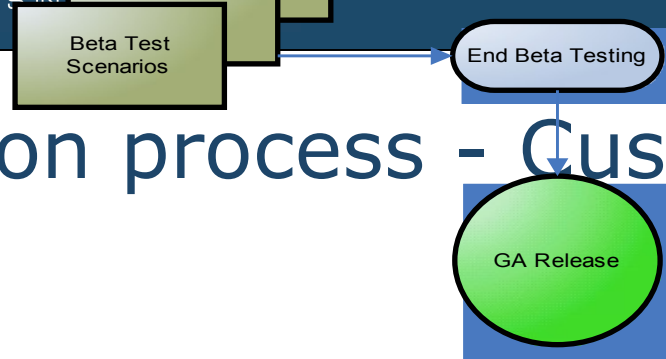 Beta Test
Scenarios
End Beta Testing
on process - Cus
GA Release